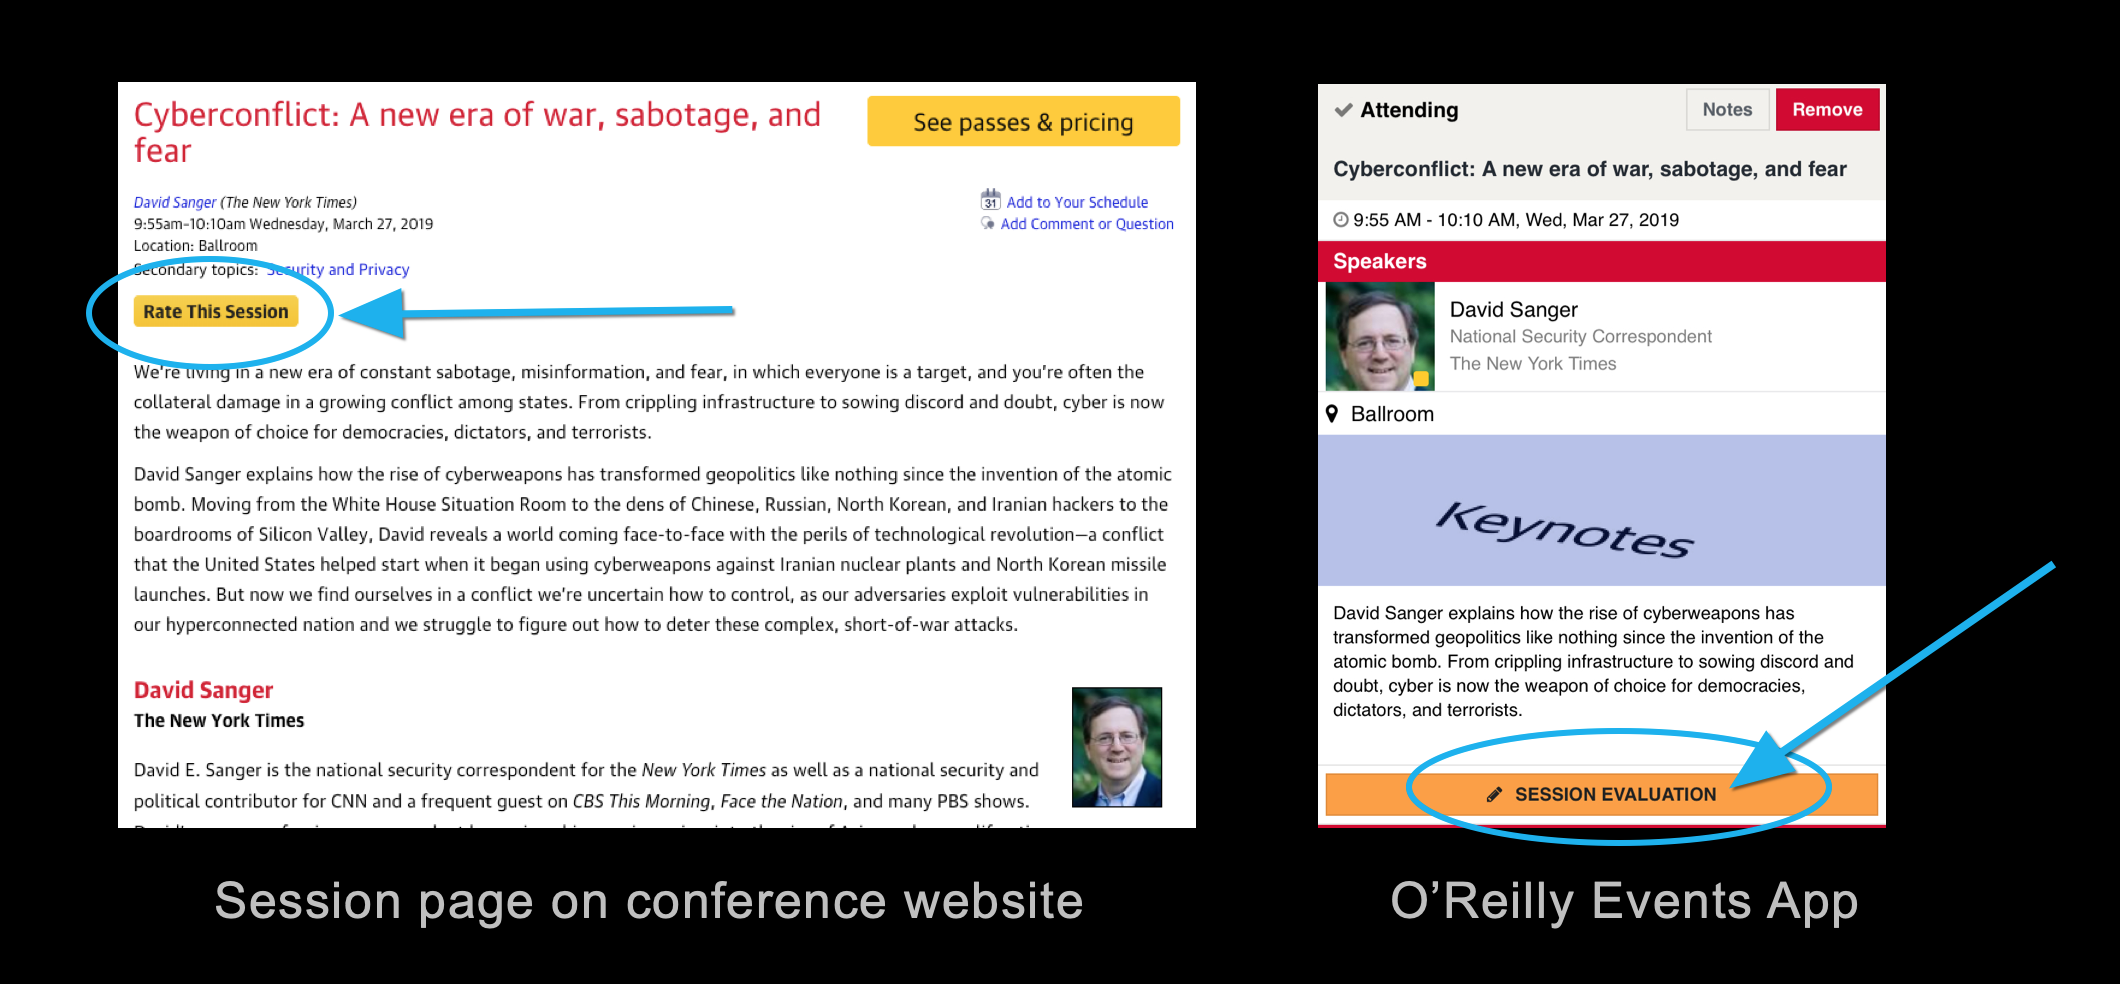 Cyberconflict: A new era of war, sabotage, and
fear
See passes & pricing
David Sanger (The New York Times)
9:55am–10:10am Wednesday, March 27, 2019
Location: Ballroom
Secondary topics: Security and Privacy
31 Add to Your Schedule
Add Comment or Question
Rate This Session
We're living in a new era of constant sabotage, misinformation, and fear, in which everyone is a target, and you're often the
collateral damage in a growing conflict among states. From crippling infrastructure to sowing discord and doubt, cyber is now
the weapon of choice for democracies, dictators, and terrorists.
David Sanger explains how the rise of cyberweapons has transformed geopolitics like nothing since the invention of the atomic
bomb. Moving from the White House Situation Room to the dens of Chinese, Russian, North Korean, and Iranian hackers to the
boardrooms of Silicon Valley, David reveals a world coming face-to-face with the perils of technological revolution—a conflict
that the United States helped start when it began using cyberweapons against Iranian nuclear plants and North Korean missile
launches. But now we find ourselves in a conflict we're uncertain how to control, as our adversaries exploit vulnerabilities in
our hyperconnected nation and we struggle to figure out how to deter these complex, short-of-war attacks.
David Sanger
The New York Times
David E. Sanger is the national security correspondent for the New York Times as well as a national security and
political contributor for CNN and a frequent guest on CBS This Morning, Face the Nation, and many PBS shows.
Session page on conference website
Attending
Notes
Remove
Cyberconflict: A new era of war, sabotage, and fear
9:55 AM - 10:10 AM, Wed, Mar 27, 2019
Speakers
David Sanger
National Security Correspondent
The New York Times
Ballroom
Keynotes
David Sanger explains how the rise of cyberweapons has
transformed geopolitics like nothing since the invention of the
atomic bomb. From crippling infrastructure to sowing discord and
doubt, cyber is now the weapon of choice for democracies,
dictators, and terrorists.
SESSION EVALUATION
O'Reilly Events App